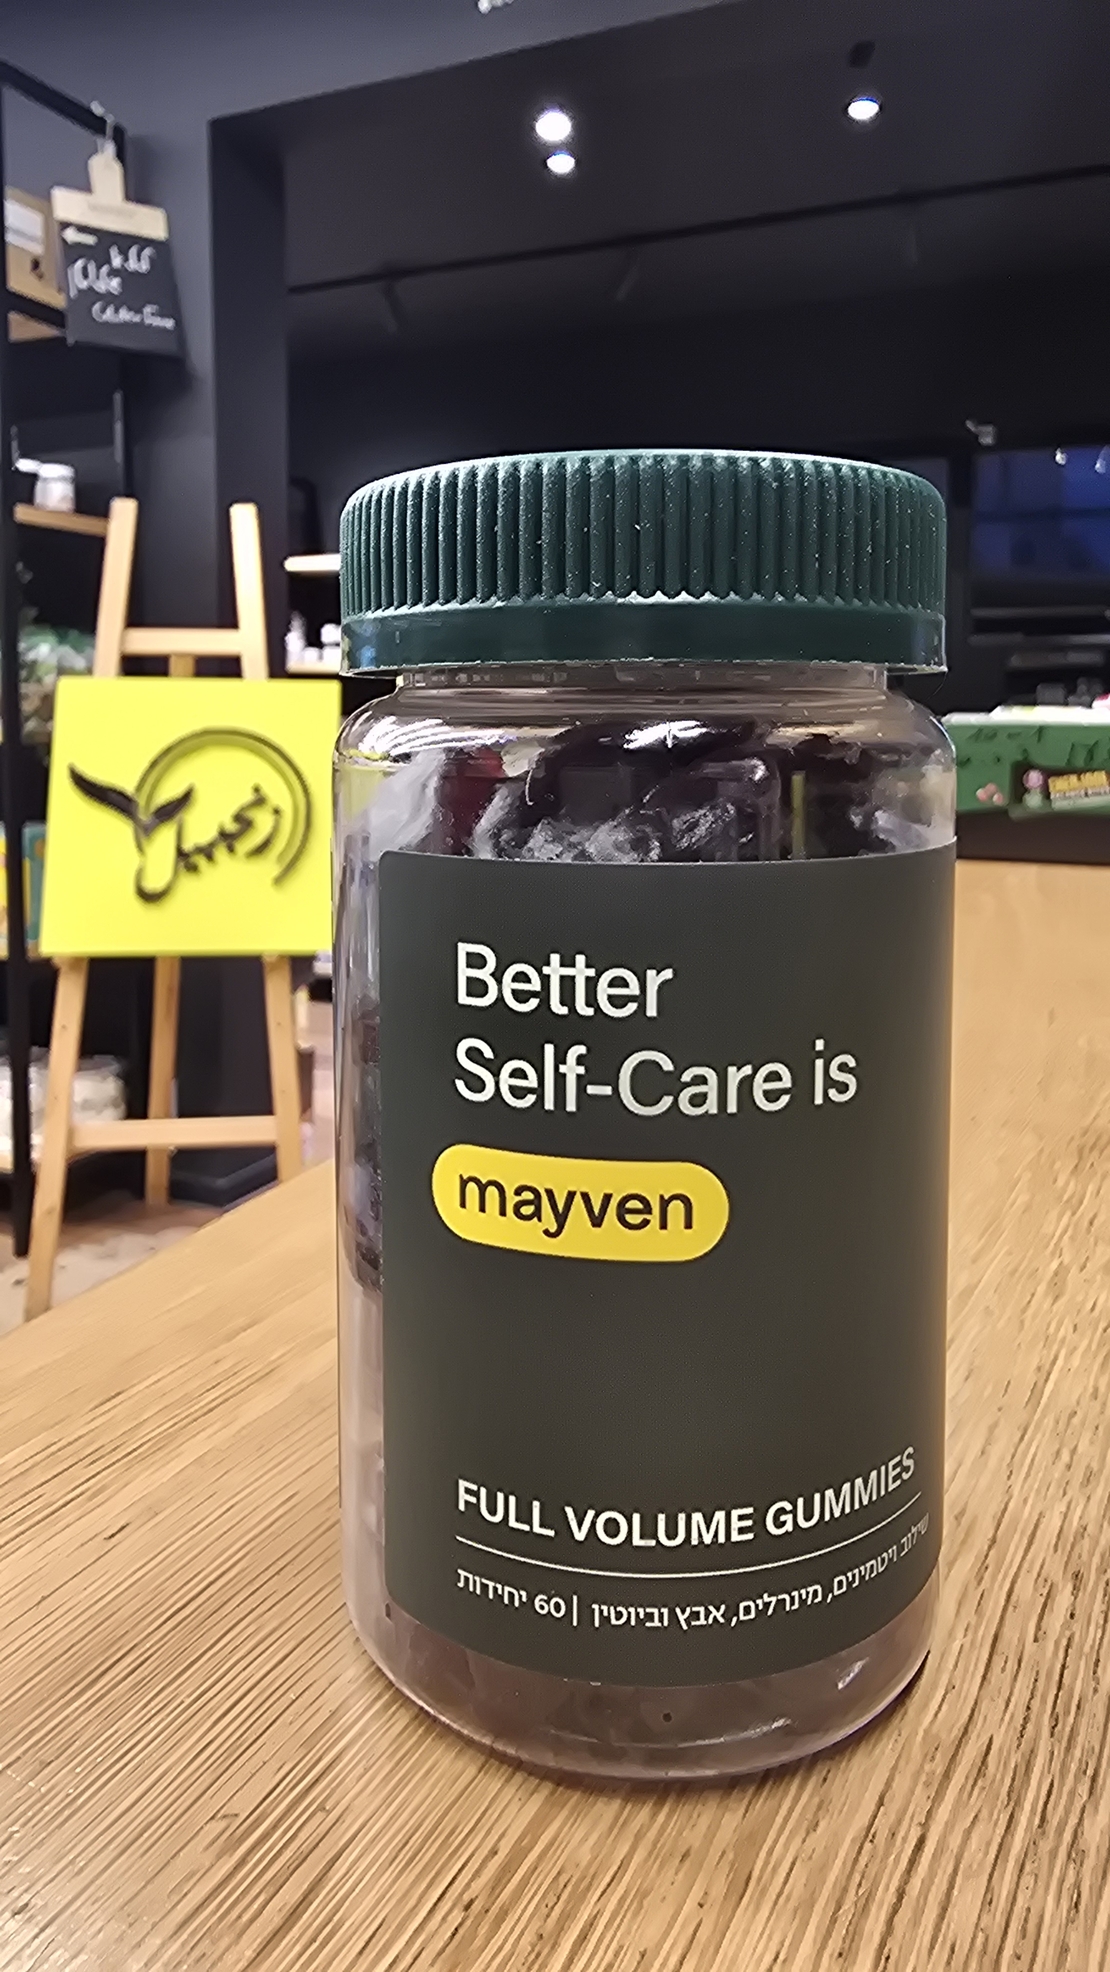 زنجبيل
Better
Self-Care is
mayven
FULL VOLUME GUMMIES
שילוב ויטמינים, מינרלים, אבץ וביוטין | 60 יחידות